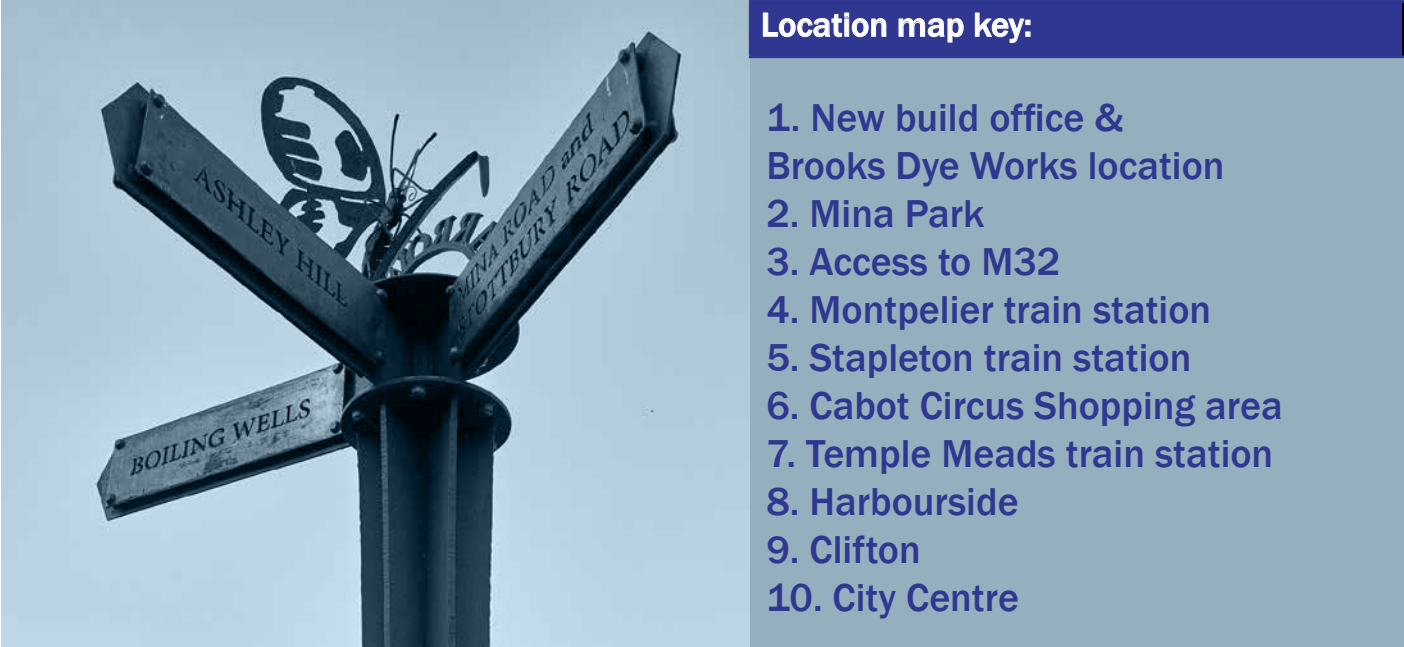 ASHLEY HILL
MINA ROAD and
STOTTBURY ROAD
BOILING WELLS
Location map key:
1. New build office &
Brooks Dye Works location
2. Mina Park
3. Access to M32
4. Montpelier train station
5. Stapleton train station
6. Cabot Circus Shopping area
7. Temple Meads train station
8. Harbourside
9. Clifton
10. City Centre